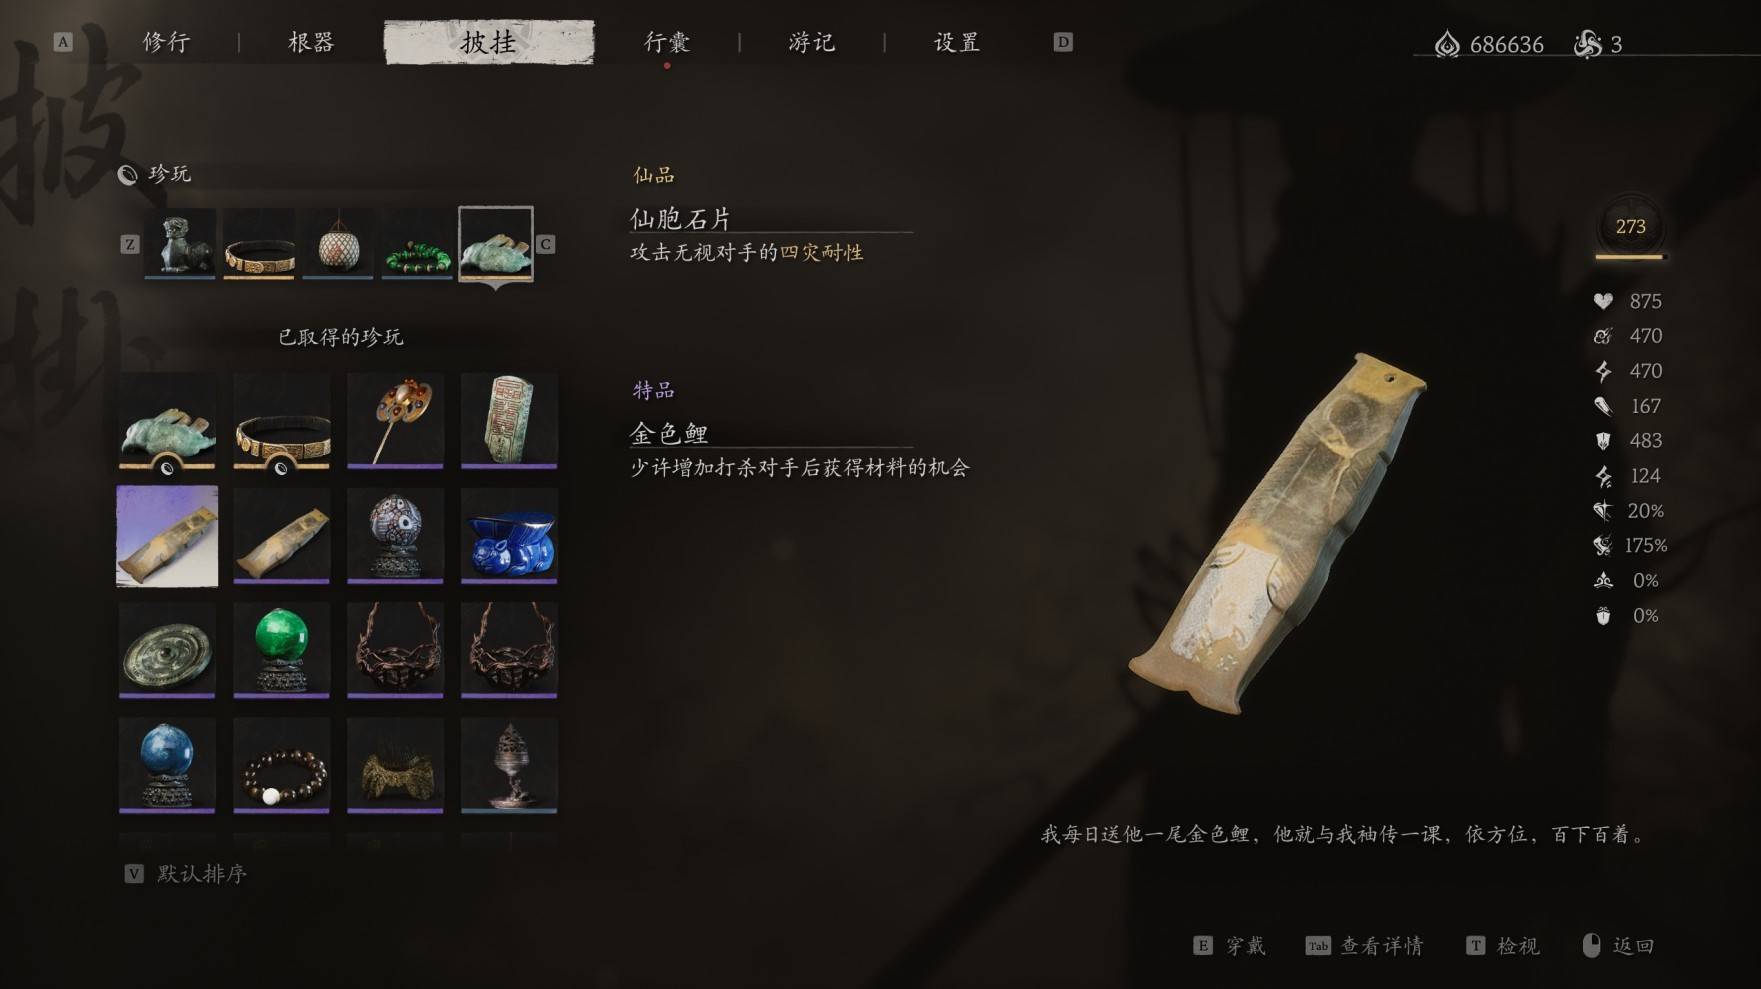 A 修行 根器 披挂 行囊 游记 设置 D
686636 3
披挂
珍玩
Z C
已取得的珍玩
V 默认排序
仙品
仙胞石片
攻击无视对手的四灾耐性
特品
金色鲤
少许增加打杀对手后获得材料的机会
273
875
470
470
167
483
124
20%
175%
0%
0%
我每日送他一尾金色鲤，他就与我袖传一课，依方位，百下百着。
E 穿戴 Tab 查看详情 T 检视 返回